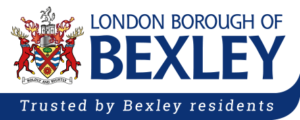 LONDON BOROUGH OF
BEXLEY
Trusted by Bexley residents